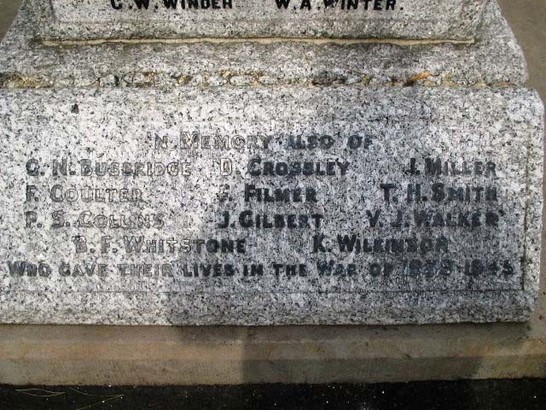 C.W. WINDER W.A. WINTER.
IN MEMORY ALSO OF
G. N. BUSBRIDGE D. CROSSLEY J. MILLER
F. COULTER FILMER T. H. SMITH
P. S. COLLINS J. GILBERT V. J. WALKER
B. F. WHITSTONE K. WILKINSON
WHO GAVE THEIR LIVES IN THE WAR OF 1939-1945